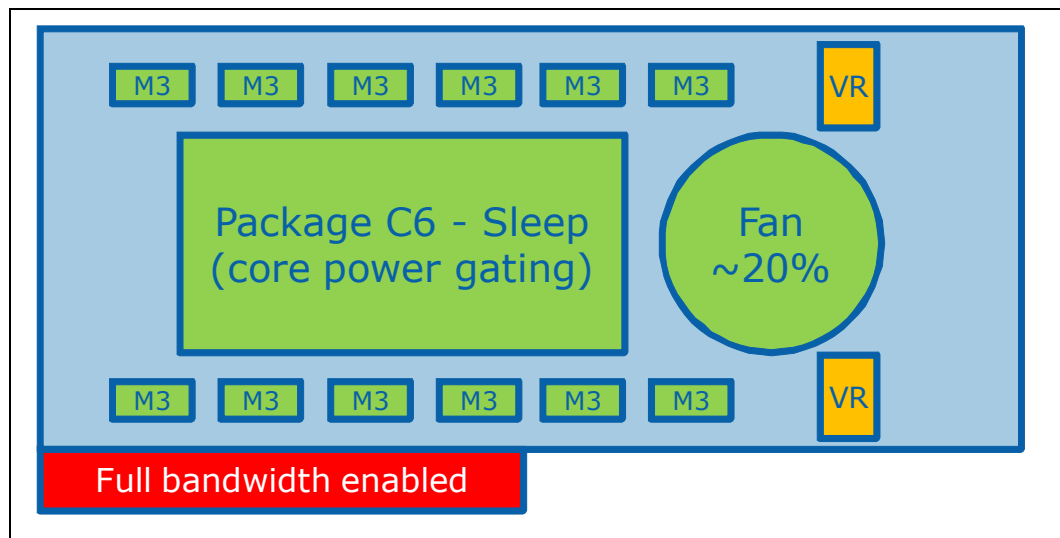 M3 M3 M3 M3 M3 M3 VR
Package C6 - Sleep
(core power gating)
Fan
~20%
M3 M3 M3 M3 M3 M3 VR
Full bandwidth enabled